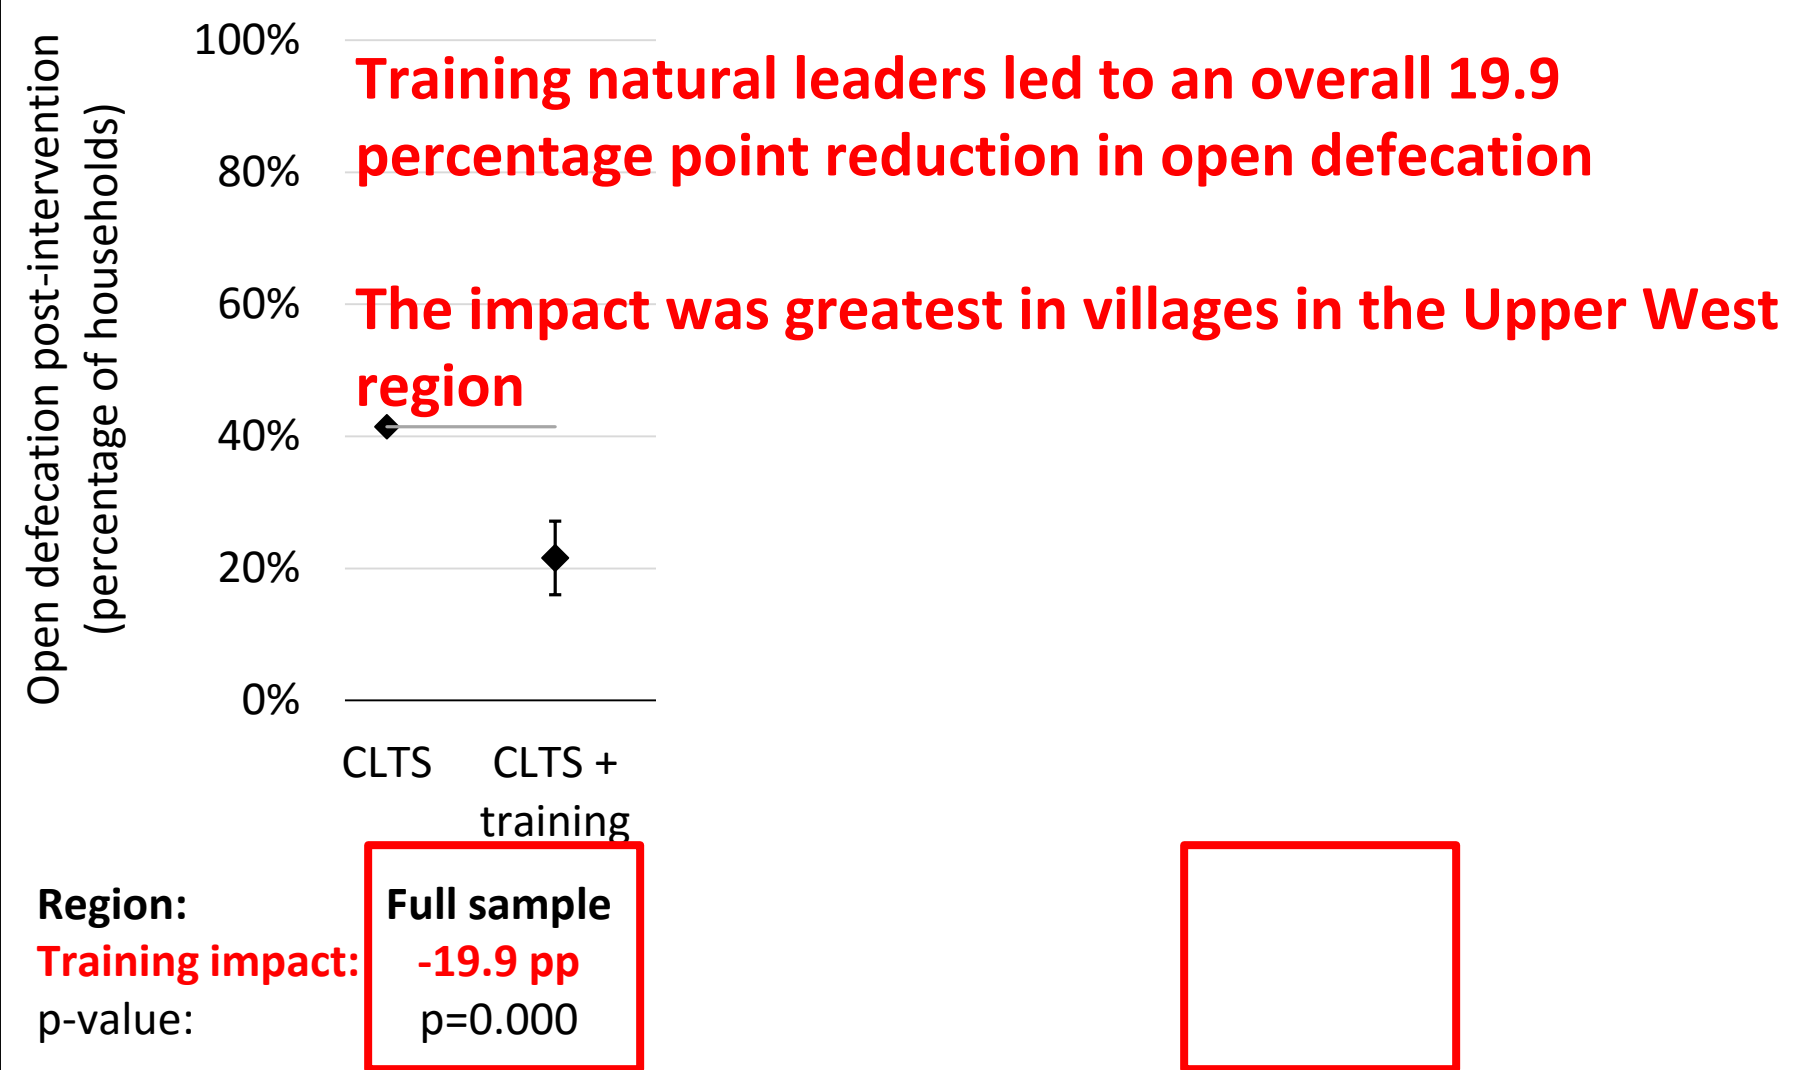 Open defecation post-intervention
(percentage of households)
100%
80%
60%
40%
20%
0%
Training natural leaders led to an overall 19.9
percentage point reduction in open defecation
The impact was greatest in villages in the Upper West
region
CLTS
CLTS +
training
Region:
Full sample
Training impact:
-19.9 pp
p-value:
p=0.000